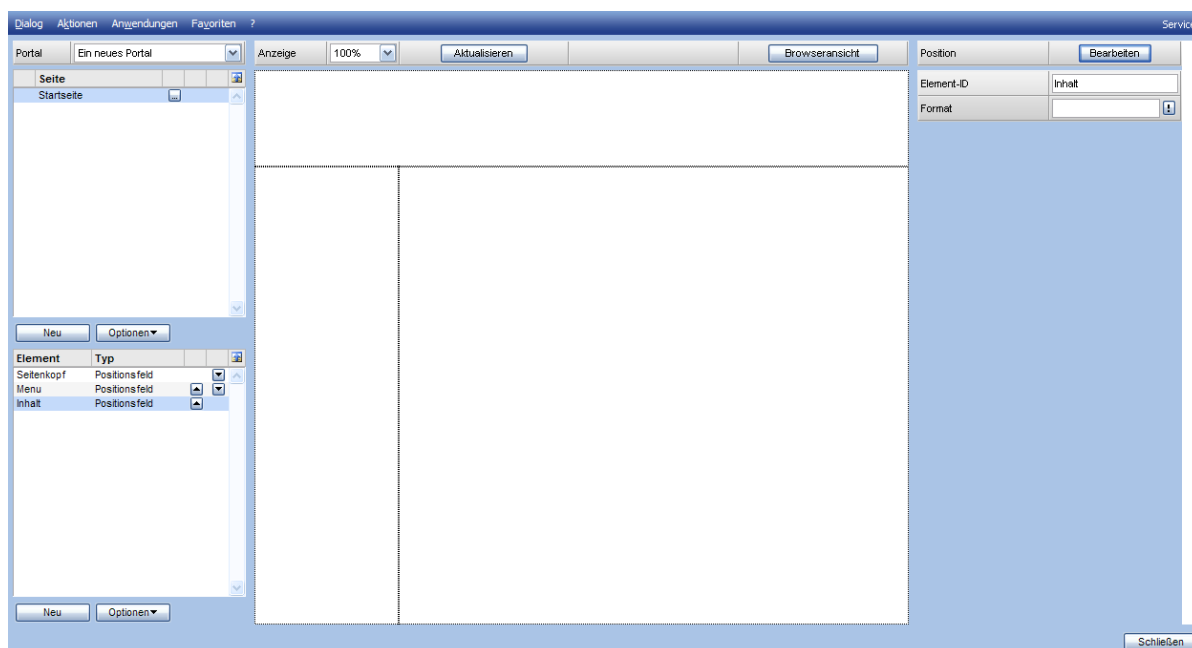 Dialog Aktionen Anwendungen Favoriten ? Service
Portal Ein neues Portal Anzeige 100% Aktualisieren Browseransicht Position Bearbeiten
Seite
Startseite ...
Element-ID Inhalt
Format !
Neu Optionen
Element Typ
Seitenkopf Positionsfeld
Menu Positionsfeld
Inhalt Positionsfeld
Neu Optionen
Schließen